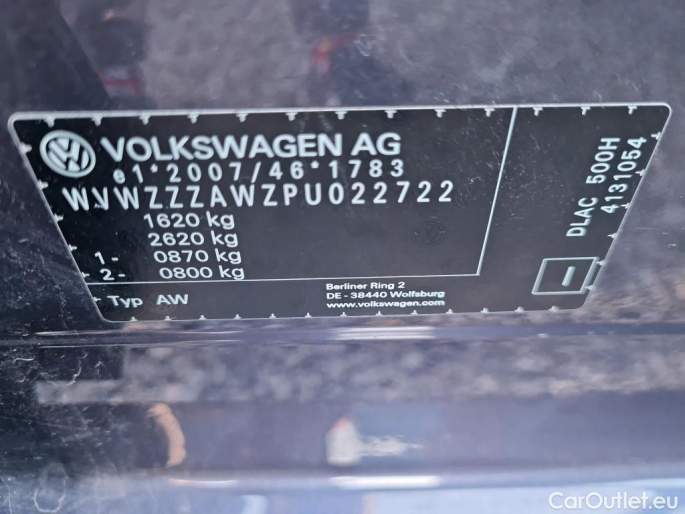 VOLKSWAGEN AG
e1*2007/46*1783
WVWZZZAWZPU022722
1620 kg
2620 kg
1- 0870 kg
2- 0800 kg
Typ AW
Berliner Ring 2
DE - 38440 Wolfsburg
www.volkswagen.com
DLAC 500H
4131054
CarOutlet.eu